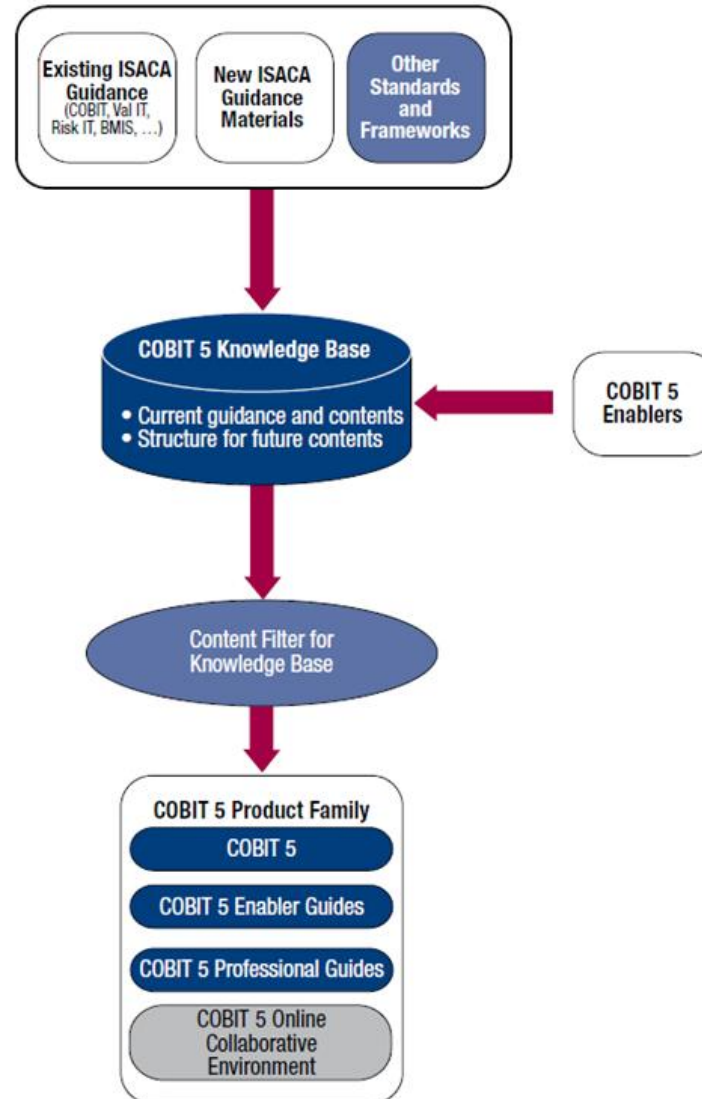 Existing ISACA
Guidance
(COBIT, Val IT,
Risk IT, BMIS, ...)
New ISACA
Guidance
Materials
Other
Standards
and
Frameworks
COBIT 5 Knowledge Base
• Current guidance and contents
• Structure for future contents
COBIT 5
Enablers
Content Filter for
Knowledge Base
COBIT 5 Product Family
COBIT 5
COBIT 5 Enabler Guides
COBIT 5 Professional Guides
COBIT 5 Online
Collaborative
Environment